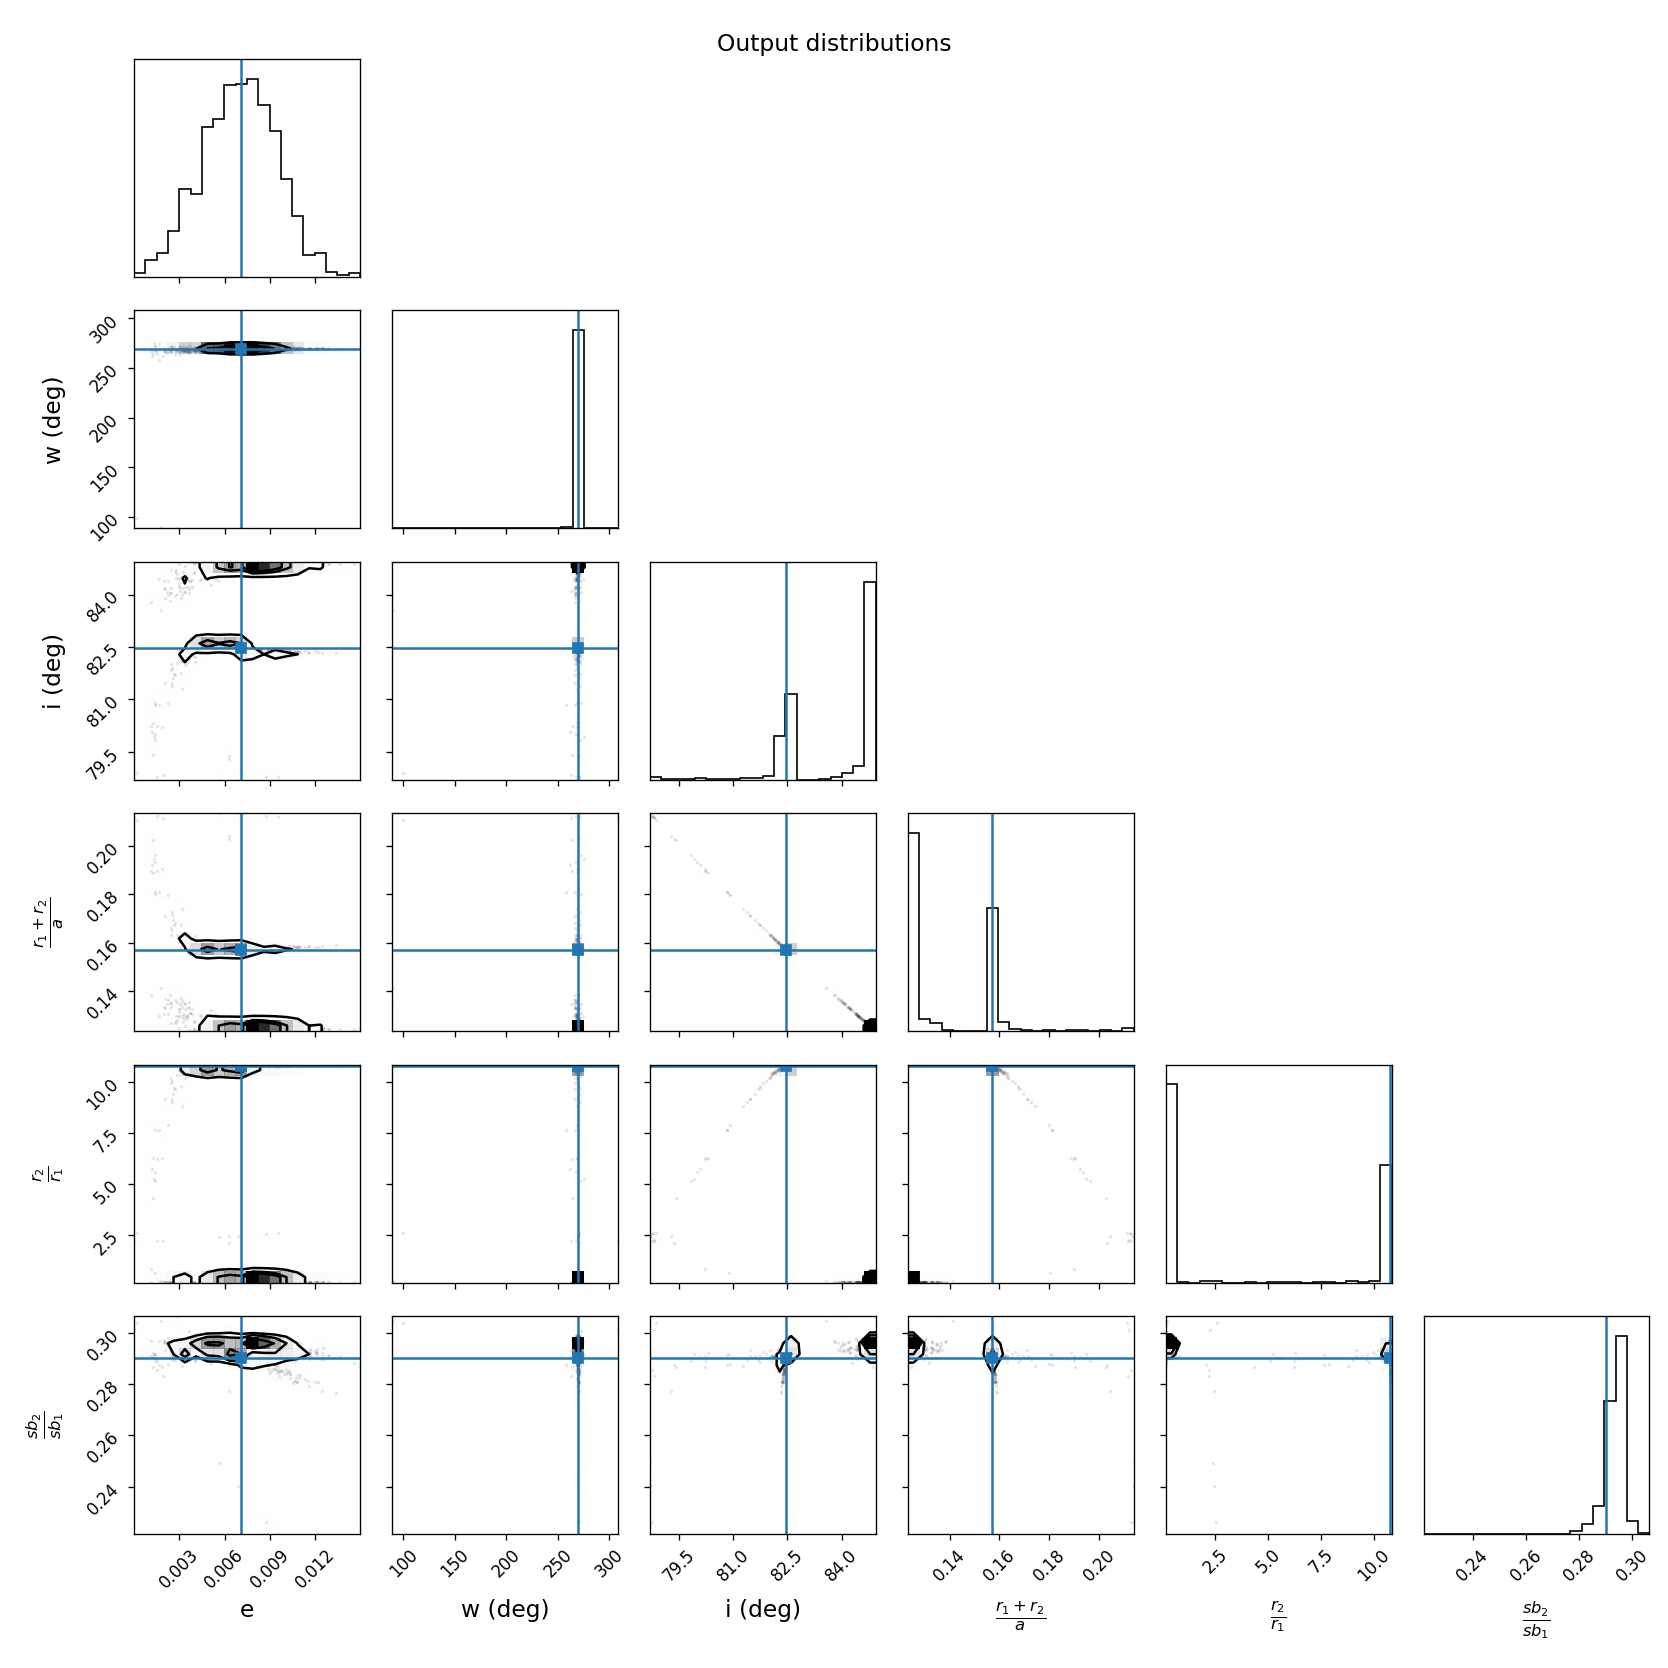 Output distributions
300
250
200
150
100
w (deg)
84.0
82.5
81.0
79.5
i (deg)
0.20
0.18
0.16
0.14
r₁ + r₂
a
10.0
7.5
5.0
2.5
r₂
r₁
0.30
0.28
0.26
0.24
sb₂
sb₁
0.003 0.006 0.009 0.012 100 150 200 250 300 79.5 81.0 82.5 84.0 0.14 0.16 0.18 0.20 2.5 5.0 7.5 10.0 0.24 0.26 0.28 0.30
e w (deg) i (deg) r₁ + r₂ r₂ sb₂
a r₁ sb₁